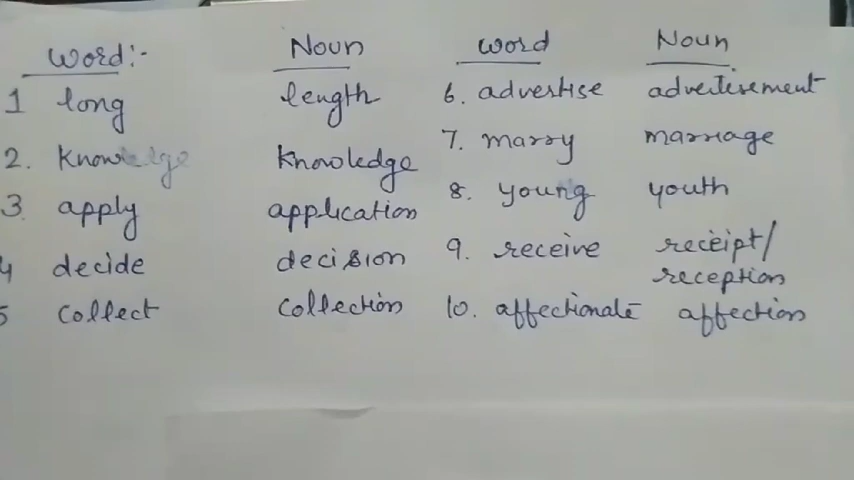 Word:- Noun word Noun
1 long length 6. advertise advertisement
2. Know knowledge 7. marry marriage
3. apply application 8. young youth
4 decide decision 9. receive receipt/
reception
5 collect collection 10. affectionate affection